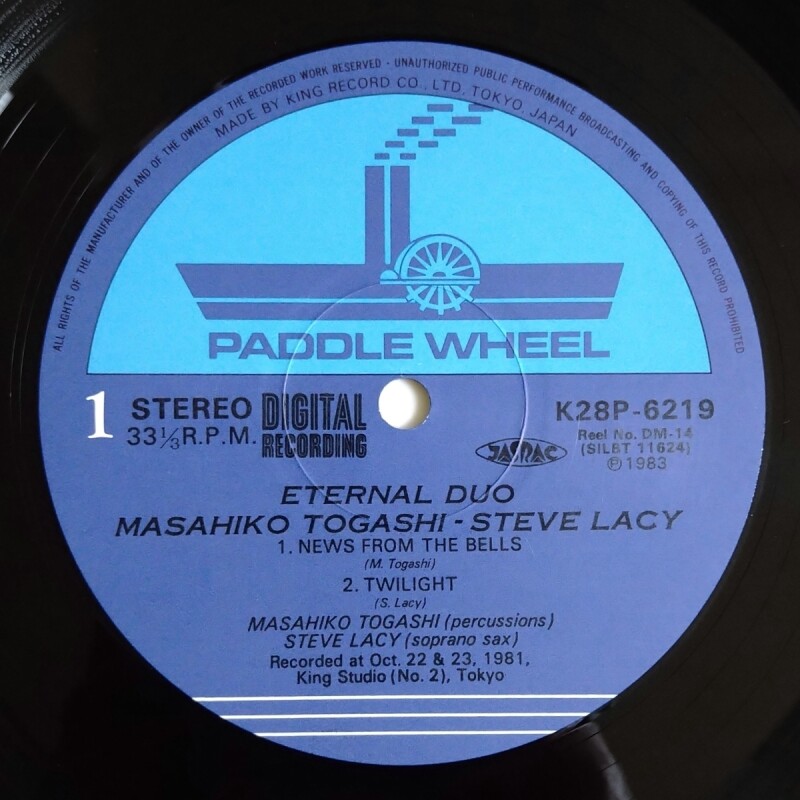 ALL RIGHTS OF THE MANUFACTURER AND OF THE OWNER OF THE RECORDED WORK RESERVED · UNAUTHORIZED PUBLIC PERFORMANCE BROADCASTING AND COPYING OF THIS RECORD PROHIBITED
MADE BY KING RECORD CO., LTD. TOKYO, JAPAN
PADDLE WHEEL
1
STEREO
33⅓ R.P.M.
DIGITAL
RECORDING
JASRAC
K28P-6219
Reel No. DM-14
(SILBT 11624)
Ⓟ1983
ETERNAL DUO
MASAHIKO TOGASHI - STEVE LACY
1. NEWS FROM THE BELLS
(M. Togashi)
2. TWILIGHT
(S. Lacy)
MASAHIKO TOGASHI (percussions)
STEVE LACY (soprano sax)
Recorded at Oct. 22 & 23, 1981,
King Studio (No. 2), Tokyo